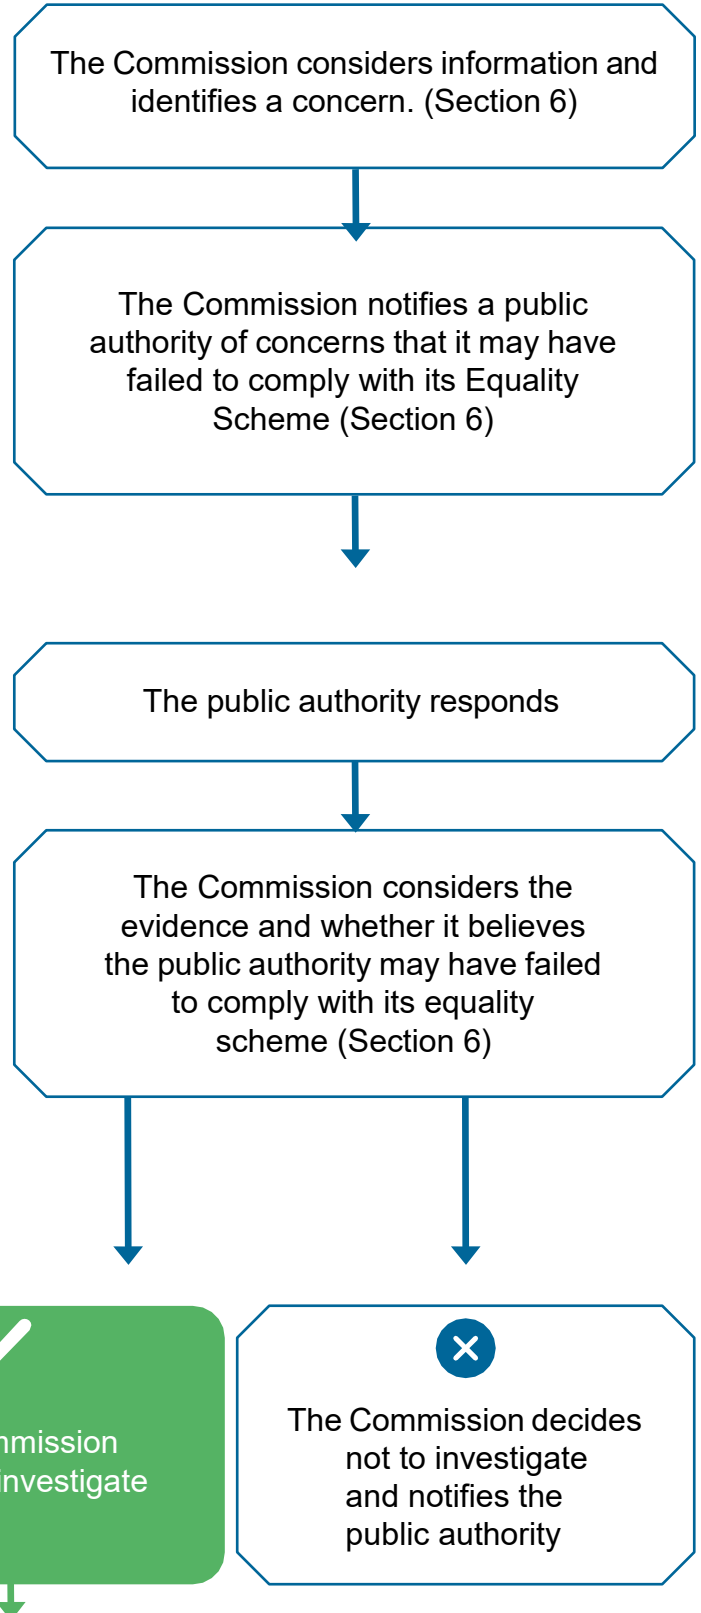 The Commission considers information and
identifies a concern. (Section 6)
The Commission notifies a public
authority of concerns that it may have
failed to comply with its Equality
Scheme (Section 6)
The public authority responds
The Commission considers the
evidence and whether it believes
the public authority may have failed
to comply with its equality
scheme (Section 6)
investigate
The Commission decides
not to investigate
and notifies the
public authority